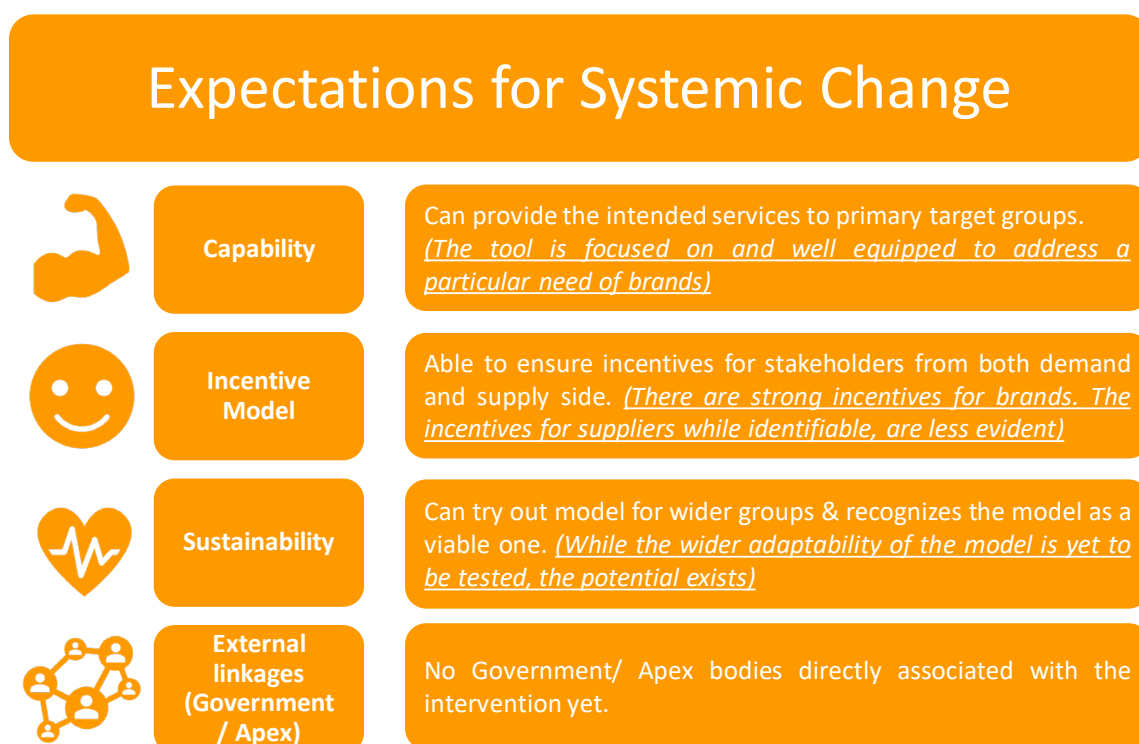 Expectations for Systemic Change
Capability
Can provide the intended services to primary target groups.
(The tool is focused on and well equipped to address a
particular need of brands)
Incentive
Model
Able to ensure incentives for stakeholders from both demand
and supply side. (There are strong incentives for brands. The
incentives for suppliers while identifiable, are less evident)
Sustainability
Can try out model for wider groups & recognizes the model as a
viable one. (While the wider adaptability of the model is yet to
be tested, the potential exists)
External
linkages
(Government
/ Apex)
No Government/ Apex bodies directly associated with the
intervention yet.